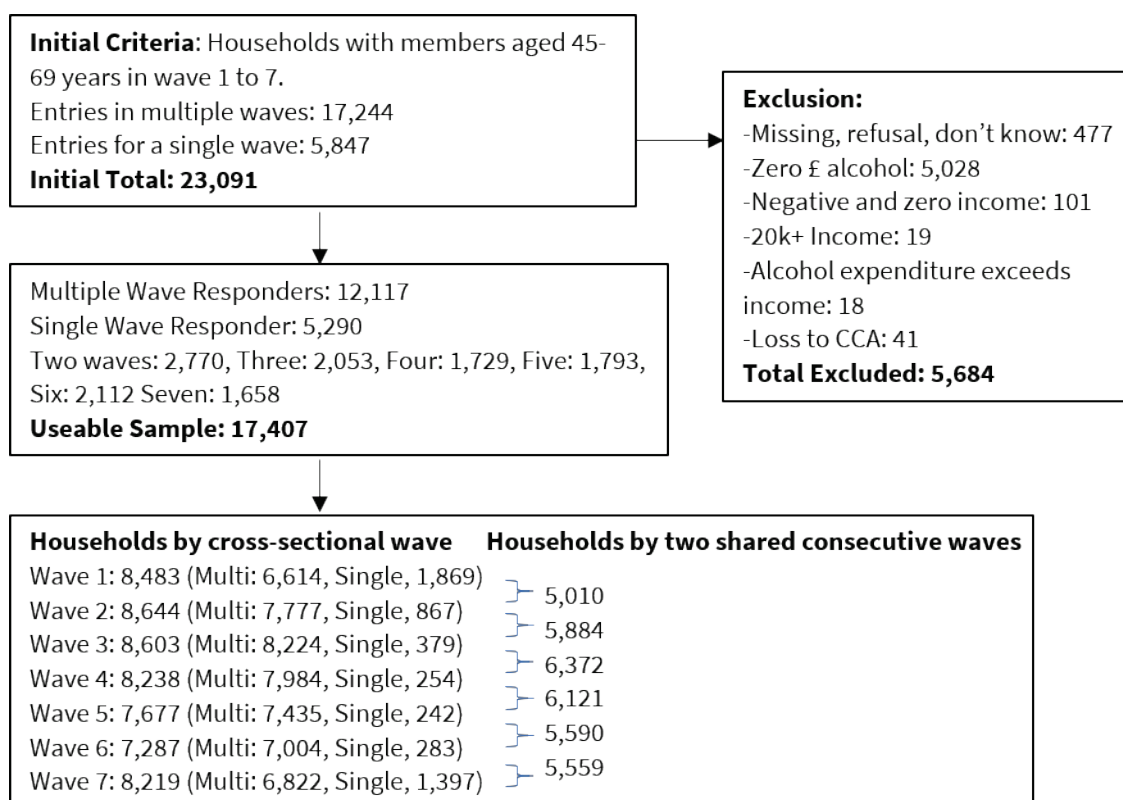 Initial Criteria: Households with members aged 45-
69 years in wave 1 to 7.
Entries in multiple waves: 17,244
Entries for a single wave: 5,847
Initial Total: 23,091
Exclusion:
-Missing, refusal, don’t know: 477
-Zero £ alcohol: 5,028
-Negative and zero income: 101
-20k+ Income: 19
-Alcohol expenditure exceeds
income: 18
-Loss to CCA: 41
Total Excluded: 5,684
Multiple Wave Responders: 12,117
Single Wave Responder: 5,290
Two waves: 2,770, Three: 2,053, Four: 1,729, Five: 1,793,
Six: 2,112 Seven: 1,658
Useable Sample: 17,407
Households by cross-sectional wave
Wave 1: 8,483 (Multi: 6,614, Single, 1,869)
Wave 2: 8,644 (Multi: 7,777, Single, 867)
Wave 3: 8,603 (Multi: 8,224, Single, 379)
Wave 4: 8,238 (Multi: 7,984, Single, 254)
Wave 5: 7,677 (Multi: 7,435, Single, 242)
Wave 6: 7,287 (Multi: 7,004, Single, 283)
Wave 7: 8,219 (Multi: 6,822, Single, 1,397)
Households by two shared consecutive waves
5,010
5,884
6,372
6,121
5,590
5,559